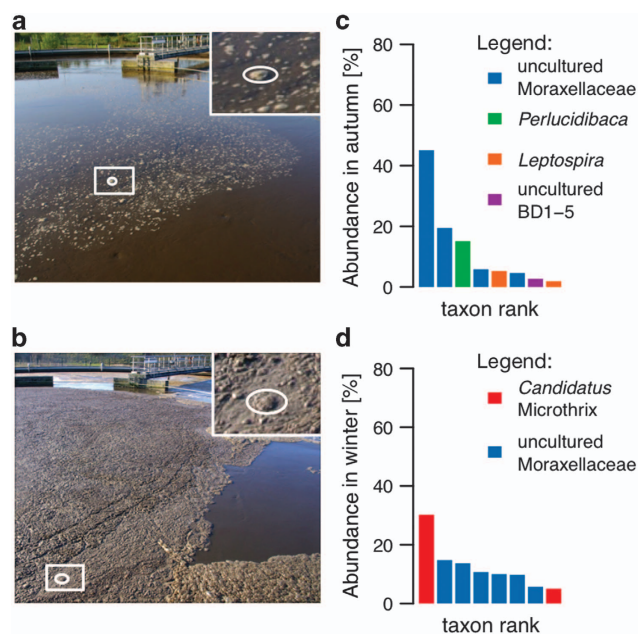 a
c
80
60
40
20
0
Abundance in autumn [%]
Legend:
uncultured
Moraxellaceae
Perlucidibaca
Leptospira
uncultured
BD1–5
taxon rank
b
d
80
60
40
20
0
Abundance in winter [%]
Legend:
Candidatus
Microthrix
uncultured
Moraxellaceae
taxon rank